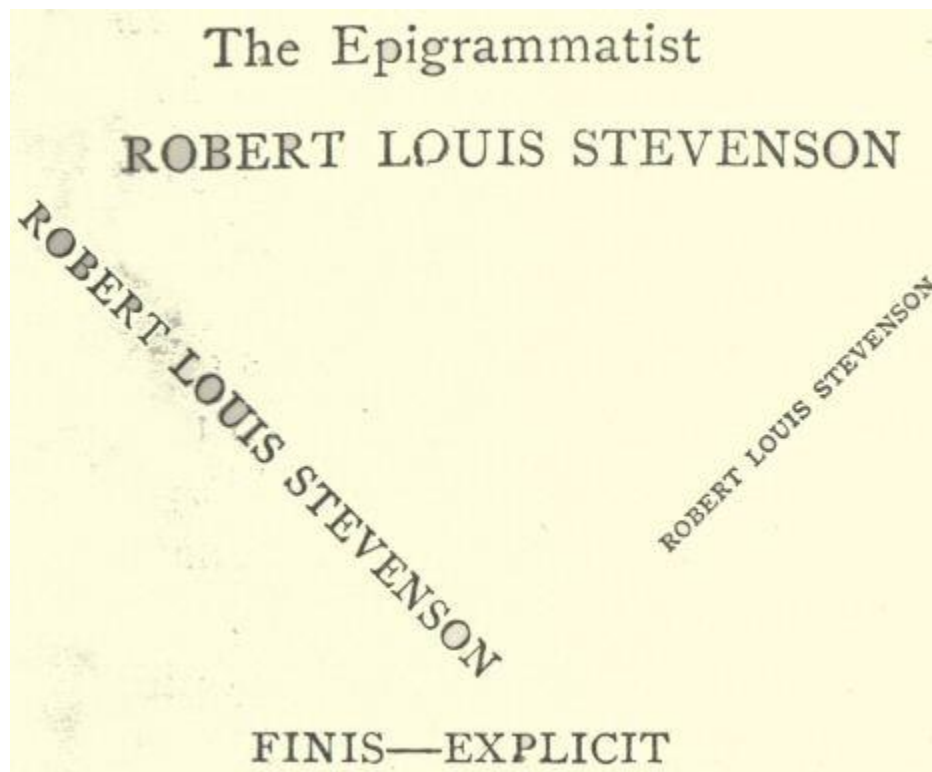 The Epigrammatist
ROBERT LOUIS STEVENSON
ROBERT LOUIS STEVENSON
ROBERT LOUIS STEVENSON
FINIS—EXPLICIT